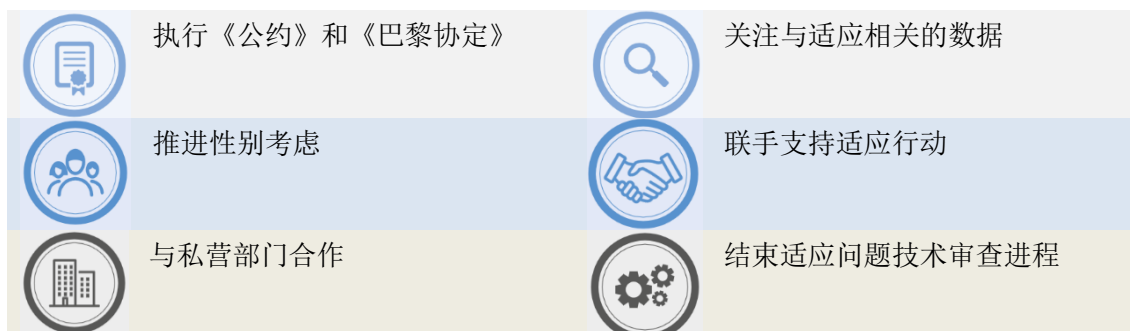 执行《公约》和《巴黎协定》
关注与适应相关的数据
推进性别考虑
联手支持适应行动
与私营部门合作
结束适应问题技术审查进程